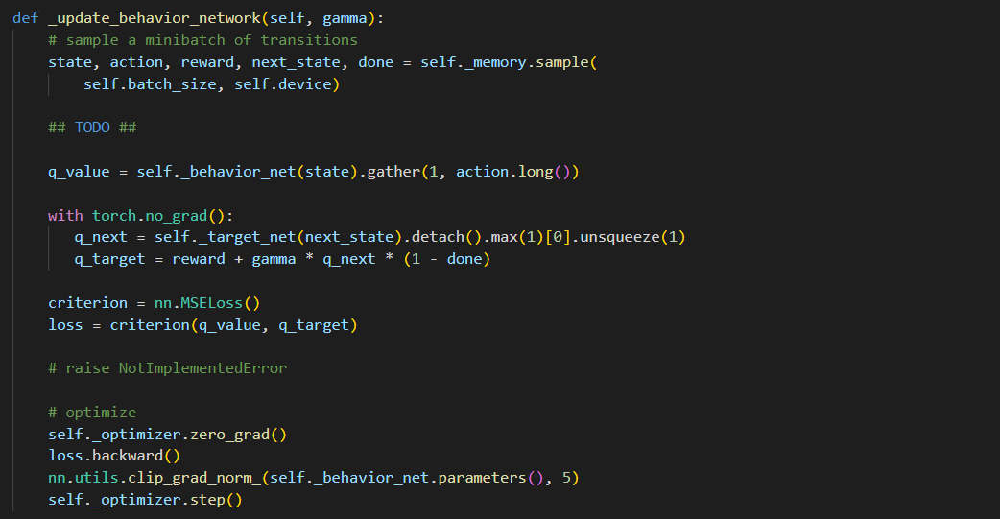 def _update_behavior_network(self, gamma):
# sample a minibatch of transitions
state, action, reward, next_state, done = self._memory.sample(
self.batch_size, self.device)
## TODO ##
q_value = self._behavior_net(state).gather(1, action.long())
with torch.no_grad():
q_next = self._target_net(next_state).detach().max(1)[0].unsqueeze(1)
q_target = reward + gamma * q_next * (1 - done)
criterion = nn.MSELoss()
loss = criterion(q_value, q_target)
# raise NotImplementedError
# optimize
self._optimizer.zero_grad()
loss.backward()
nn.utils.clip_grad_norm_(self._behavior_net.parameters(), 5)
self._optimizer.step()